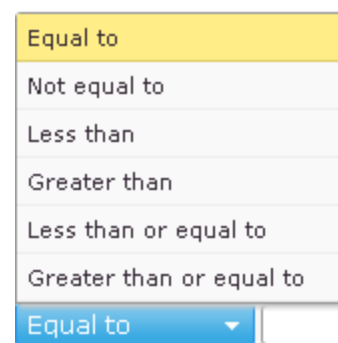 Equal to
Not equal to
Less than
Greater than
Less than or equal to
Greater than or equal to
Equal to